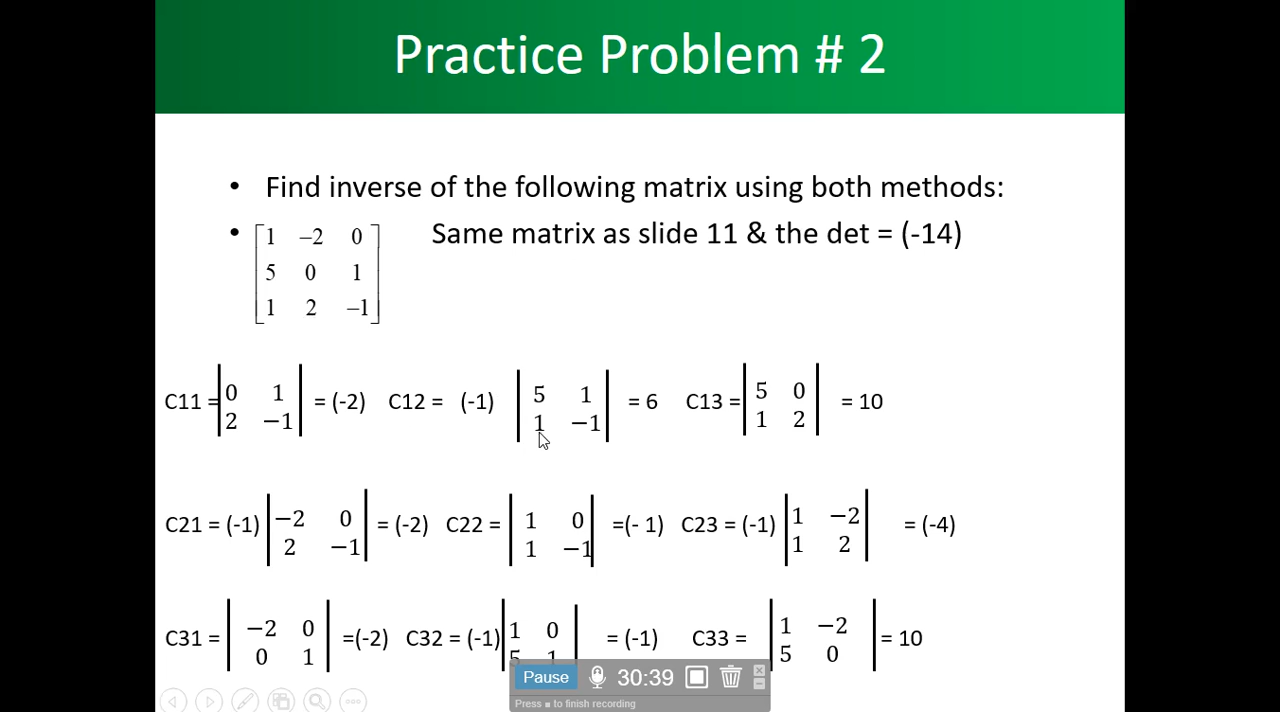 Practice Problem # 2
• Find inverse of the following matrix using both methods:
• Same matrix as slide 11 & the det = (-14)
1 −2 0
5 0 1
1 2 −1
C11 = 0 1 = (-2) C12 = (-1) 5 1 = 6 C13 = 5 0 = 10
2 −1 1 −1 1 2
C21 = (-1) −2 0 = (-2) C22 = 1 0 =(- 1) C23 = (-1) 1 −2 = (-4)
2 −1 1 −1 1 2
C31 = −2 0 =(-2) C32 = (-1) 1 0 = (-1) C33 = 1 −2 = 10
0 1 5 1 5 0
Pause 30:39
Press ■ to finish recording